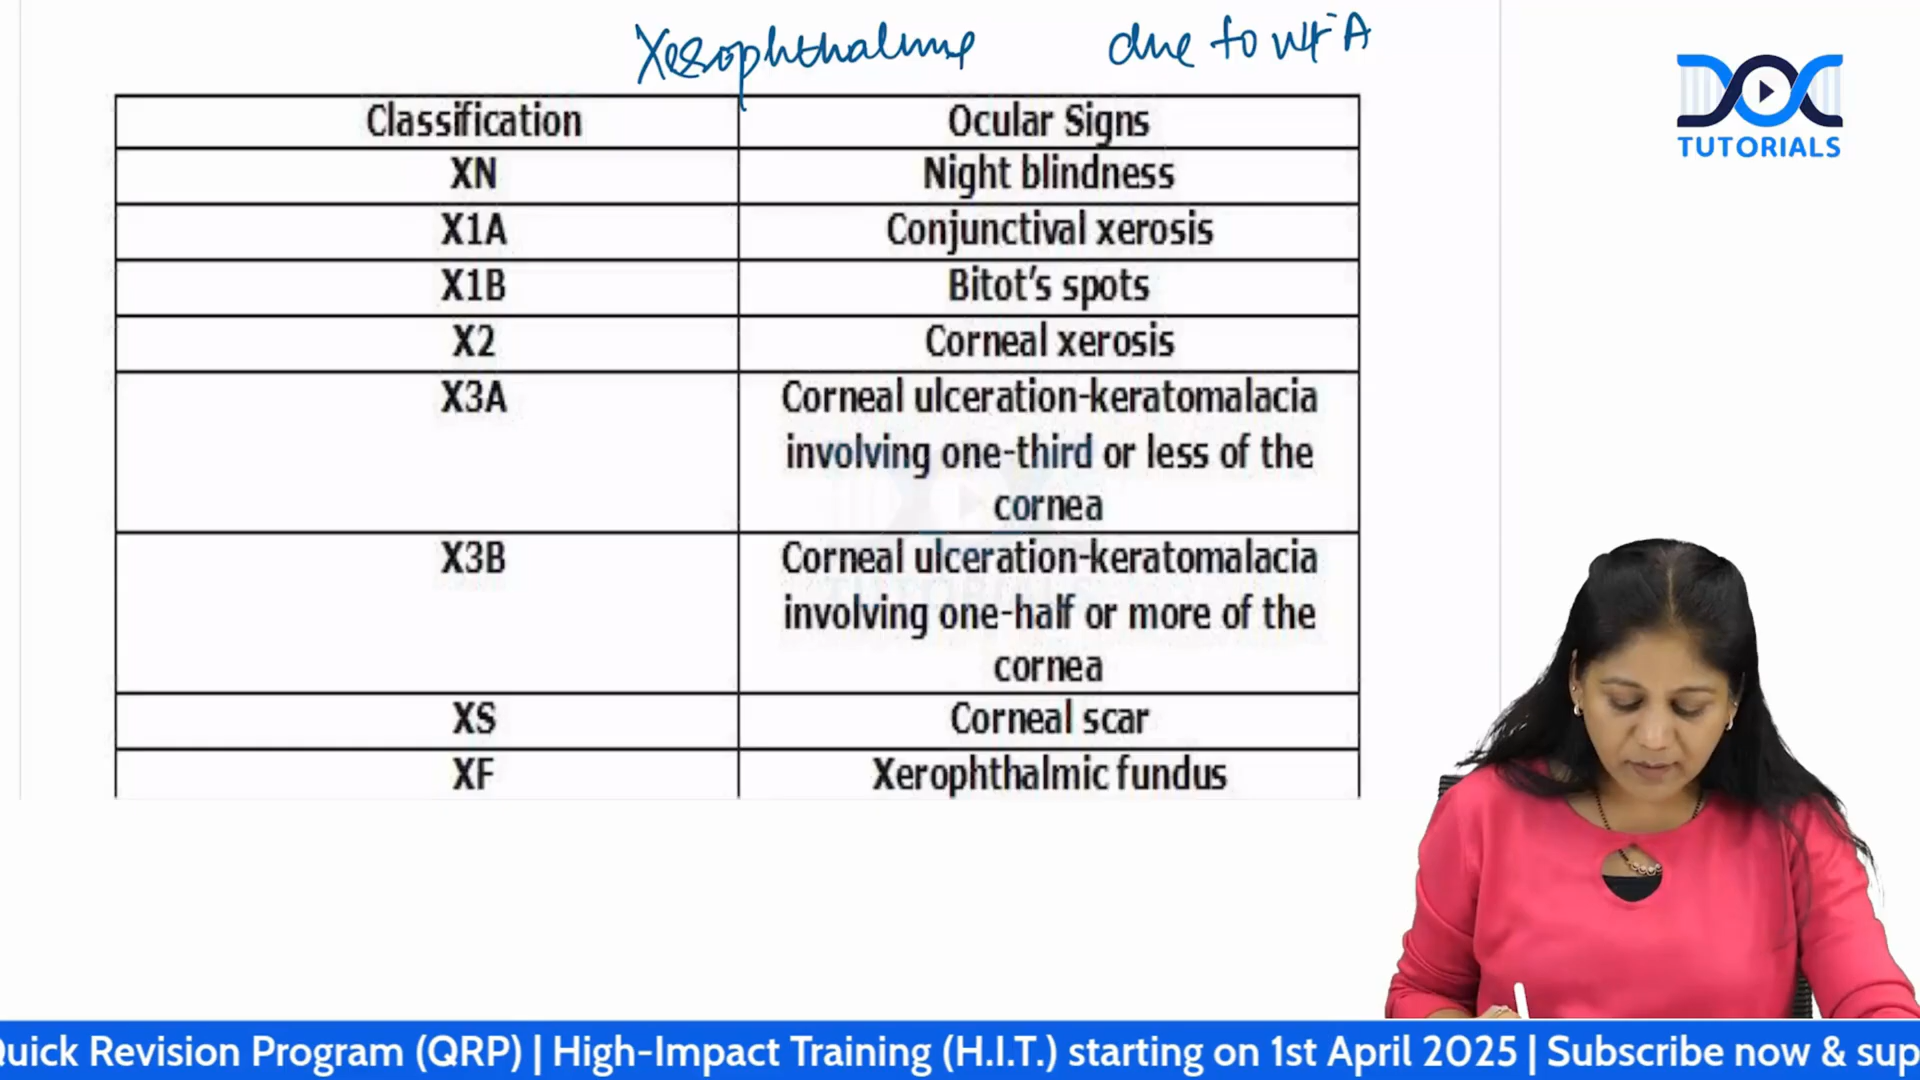 Xerophthalmia due to vit A
DOC
TUTORIALS
Classification Ocular Signs
XN Night blindness
X1A Conjunctival xerosis
X1B Bitot's spots
X2 Corneal xerosis
X3A Corneal ulceration-keratomalacia
involving one-third or less of the
cornea
X3B Corneal ulceration-keratomalacia
involving one-half or more of the
cornea
XS Corneal scar
XF Xerophthalmic fundus
Quick Revision Program (QRP) | High-Impact Training (H.I.T.) starting on 1st April 2025 | Subscribe now & sup